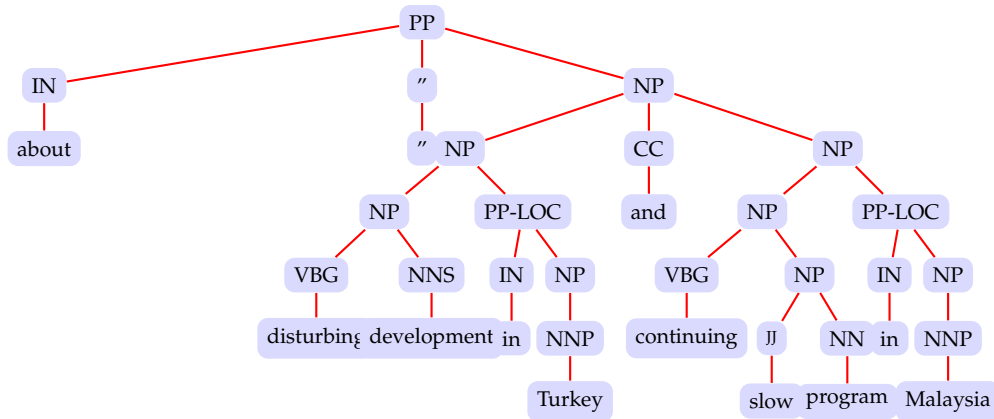 PP
IN ” NP
about ” NP CC NP
NP PP-LOC and NP PP-LOC
VBG NNS IN NP VBG NP IN NP
disturbing development in NNP continuing JJ NN in NNP
Turkey slow program Malaysia